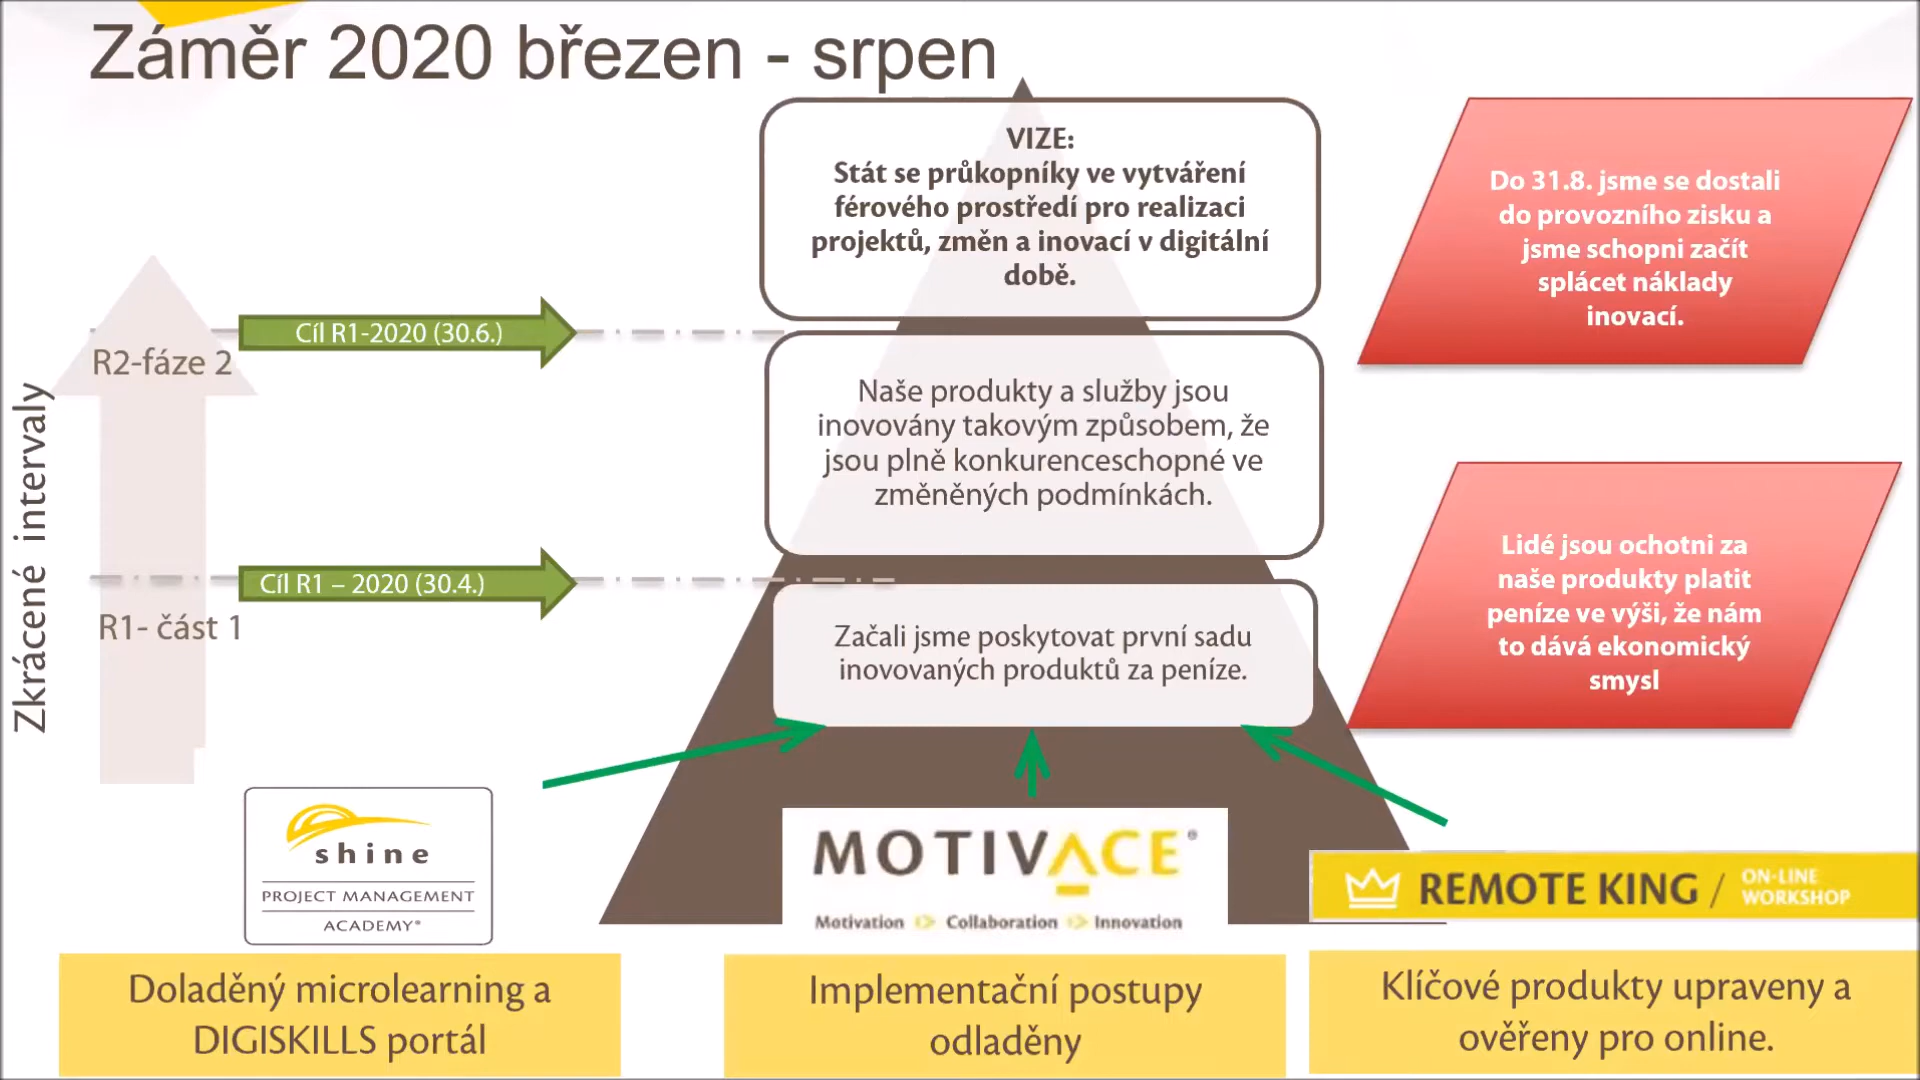 Záměr 2020 březen - srpen
VIZE:
Stát se průkopníky ve vytváření
férového prostředí pro realizaci
projektů, změn a inovací v digitální
době.
Do 31.8. jsme se dostali
do provozního zisku a
jsme schopni začít
splácet náklady
inovací.
Cíl R1-2020 (30.6.)
R2-fáze 2
Naše produkty a služby jsou
inovovány takovým způsobem, že
jsou plně konkurenceschopné ve
změněných podmínkách.
Zkrácené intervaly
Cíl R1 – 2020 (30.4.)
R1- část 1
Začali jsme poskytovat první sadu
inovovaných produktů za peníze.
Lidé jsou ochotni za
naše produkty platit
peníze ve výši, že nám
to dává ekonomický
smysl
shine
PROJECT MANAGEMENT
ACADEMY®
MOTIVACE®
Motivation Collaboration Innovation
REMOTE KING / ON-LINE
WORKSHOP
Doladěný microlearning a
DIGISKILLS portál
Implementační postupy
odladěny
Klíčové produkty upraveny a
ověřeny pro online.